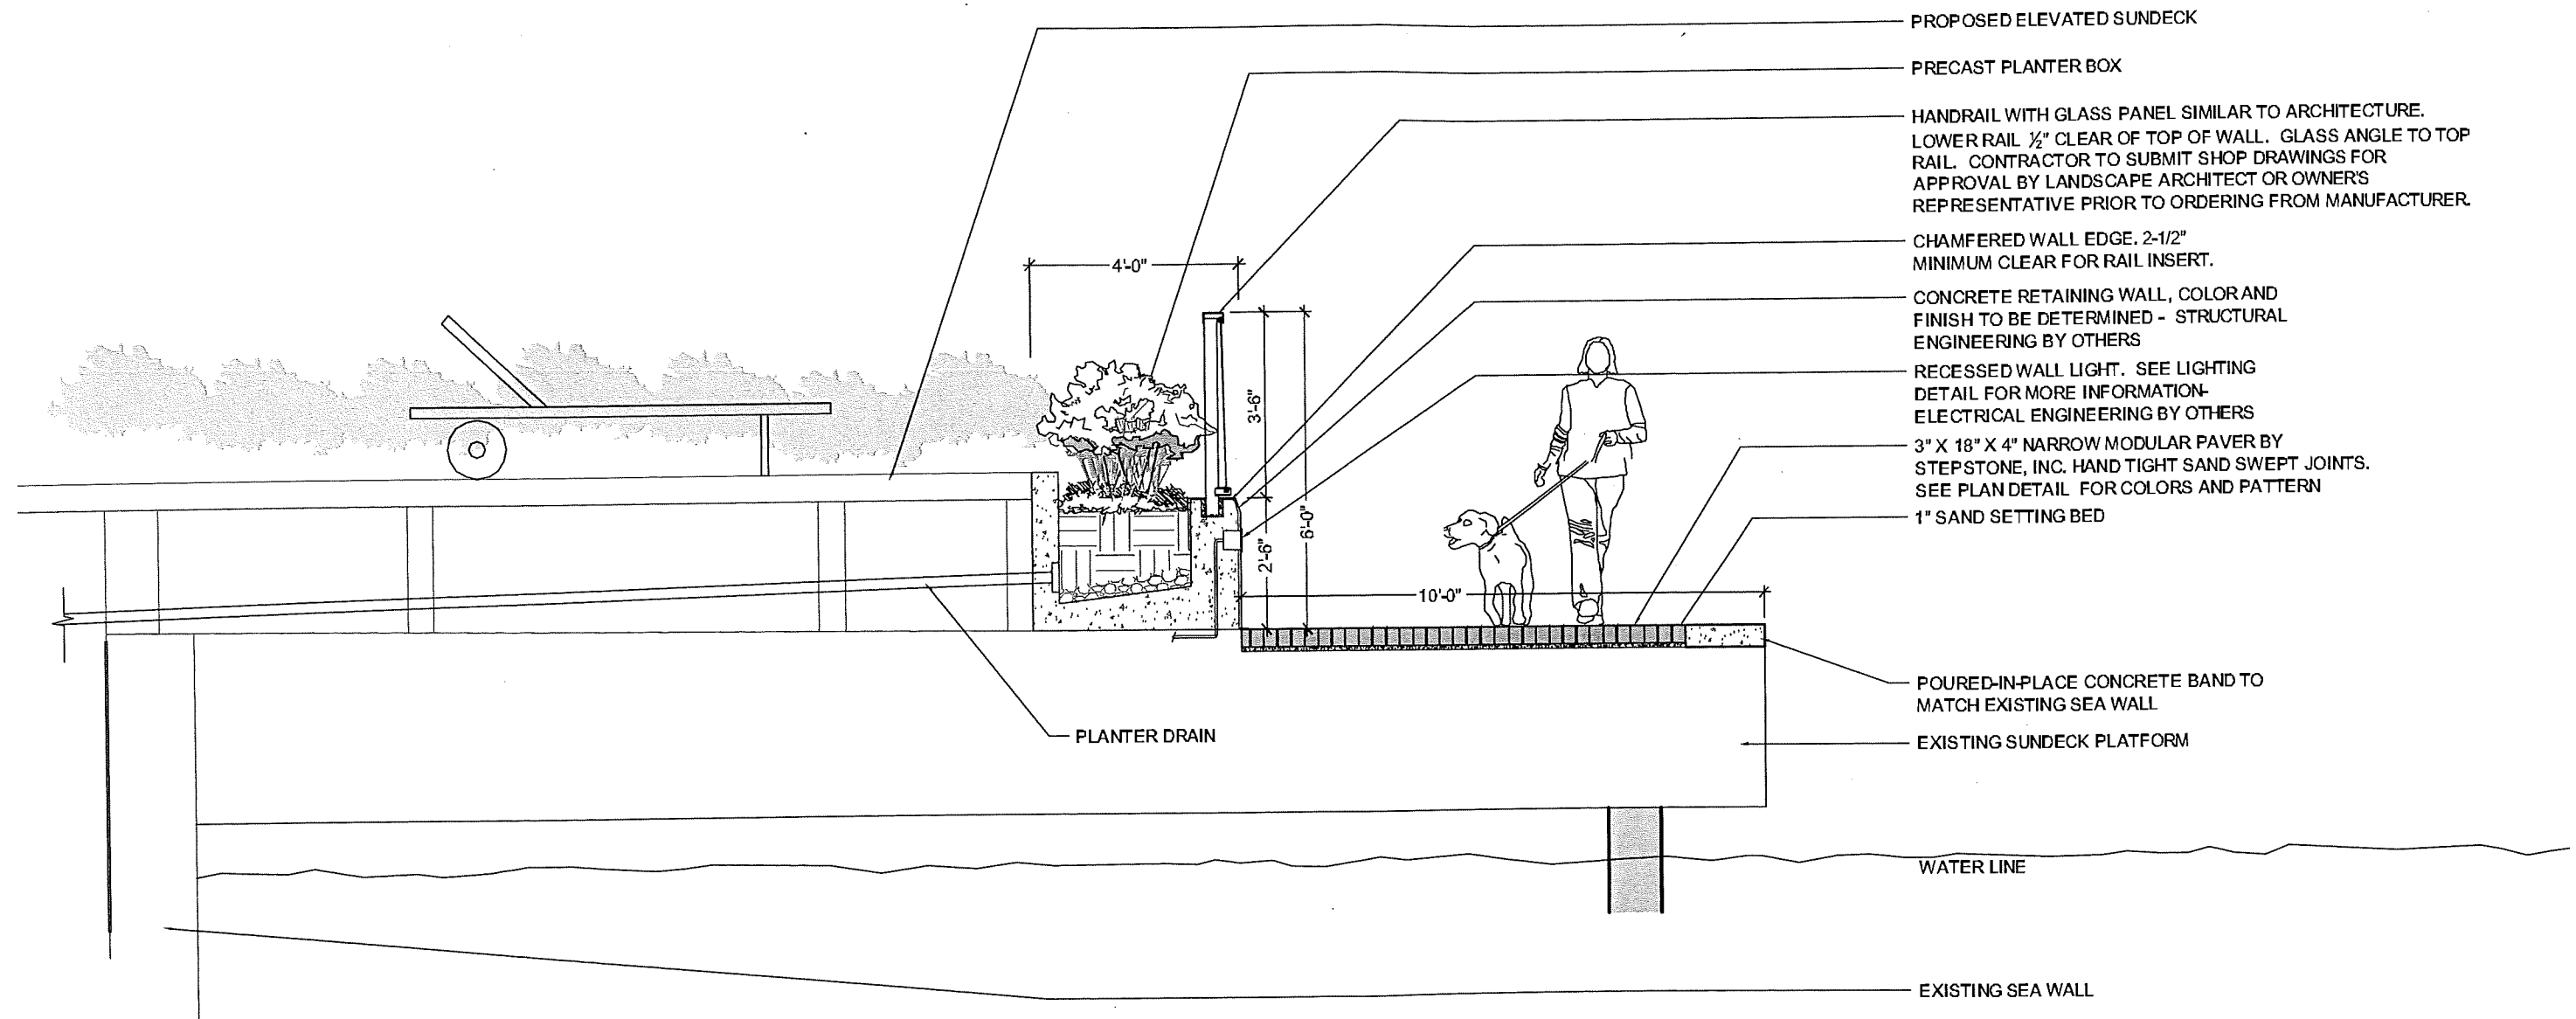 PROPOSED ELEVATED SUNDECK
PRECAST PLANTER BOX
HANDRAIL WITH GLASS PANEL SIMILAR TO ARCHITECTURE.
LOWER RAIL ½" CLEAR OF TOP OF WALL. GLASS ANGLE TO TOP
RAIL. CONTRACTOR TO SUBMIT SHOP DRAWINGS FOR
APPROVAL BY LANDSCAPE ARCHITECT OR OWNER'S
REPRESENTATIVE PRIOR TO ORDERING FROM MANUFACTURER.
CHAMFERED WALL EDGE. 2-1/2"
MINIMUM CLEAR FOR RAIL INSERT.
4'-0"
CONCRETE RETAINING WALL, COLOR AND
FINISH TO BE DETERMINED - STRUCTURAL
ENGINEERING BY OTHERS
RECESSED WALL LIGHT. SEE LIGHTING
DETAIL FOR MORE INFORMATION-
ELECTRICAL ENGINEERING BY OTHERS
3'-6"
3" X 18" X 4" NARROW MODULAR PAVER BY
STEPSTONE, INC. HAND TIGHT SAND SWEPT JOINTS.
SEE PLAN DETAIL FOR COLORS AND PATTERN
1" SAND SETTING BED
6'-0"
2'-6"
10'-0"
POURED-IN-PLACE CONCRETE BAND TO
MATCH EXISTING SEA WALL
PLANTER DRAIN
EXISTING SUNDECK PLATFORM
WATER LINE
EXISTING SEA WALL